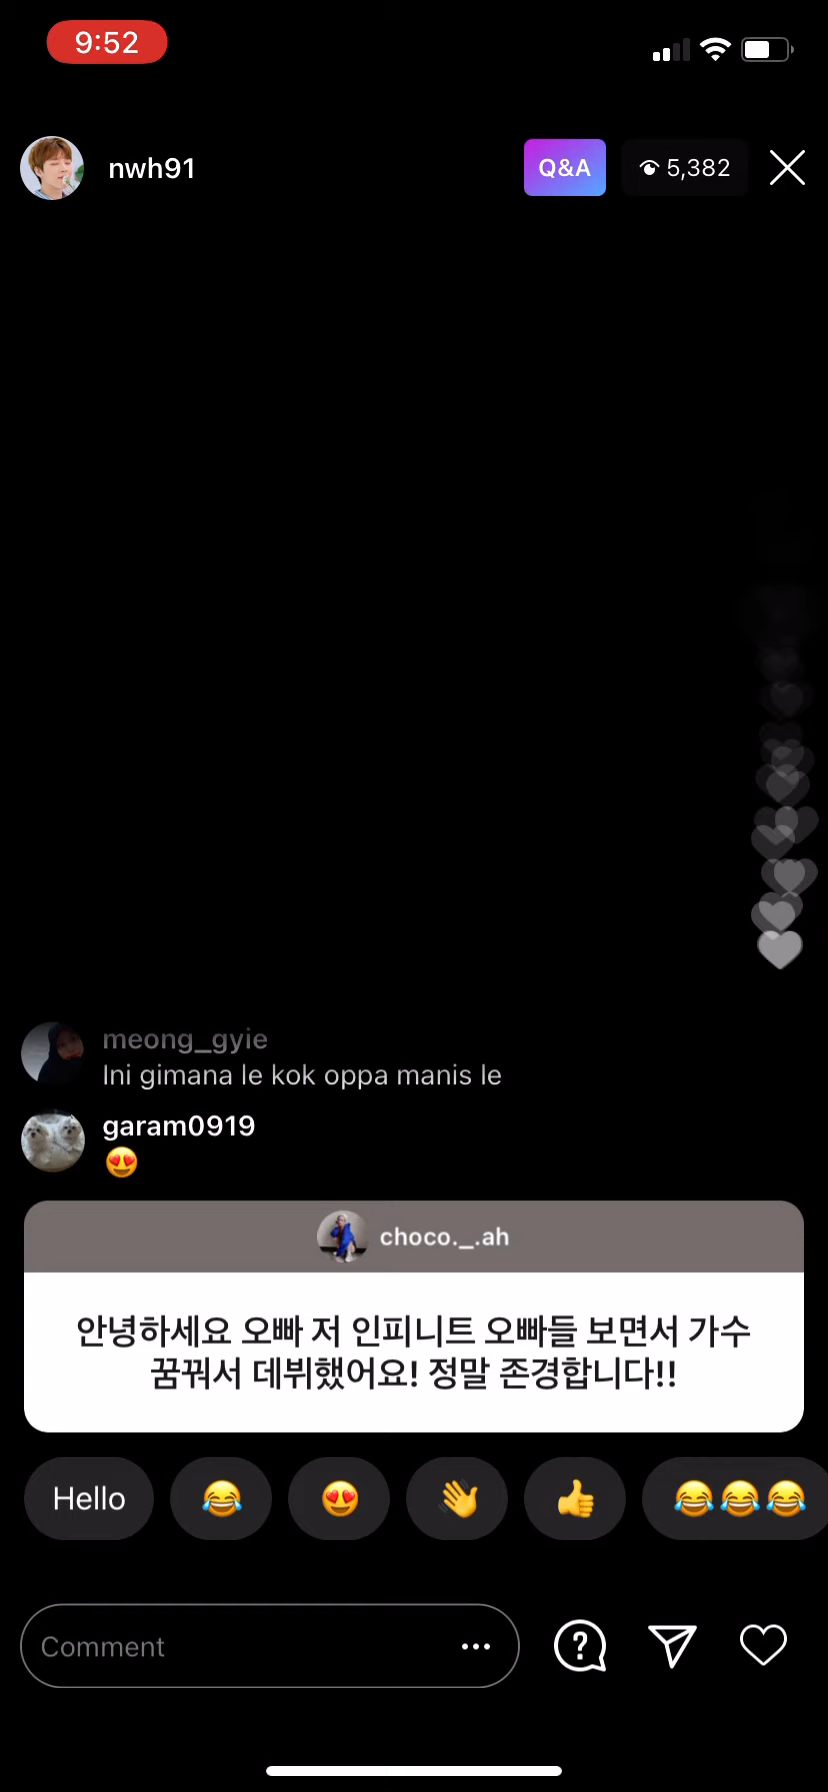 9:52
nwh91
Q&A
5,382
meong_gyie
Ini gimana le kok oppa manis le
garam0919
😍
choco._.ah
안녕하세요 오빠 저 인피니트 오빠들 보면서 가수
꿈꿔서 데뷔했어요! 정말 존경합니다!!
Hello 😂 😍 👋 👍 😂😂😂
Comment